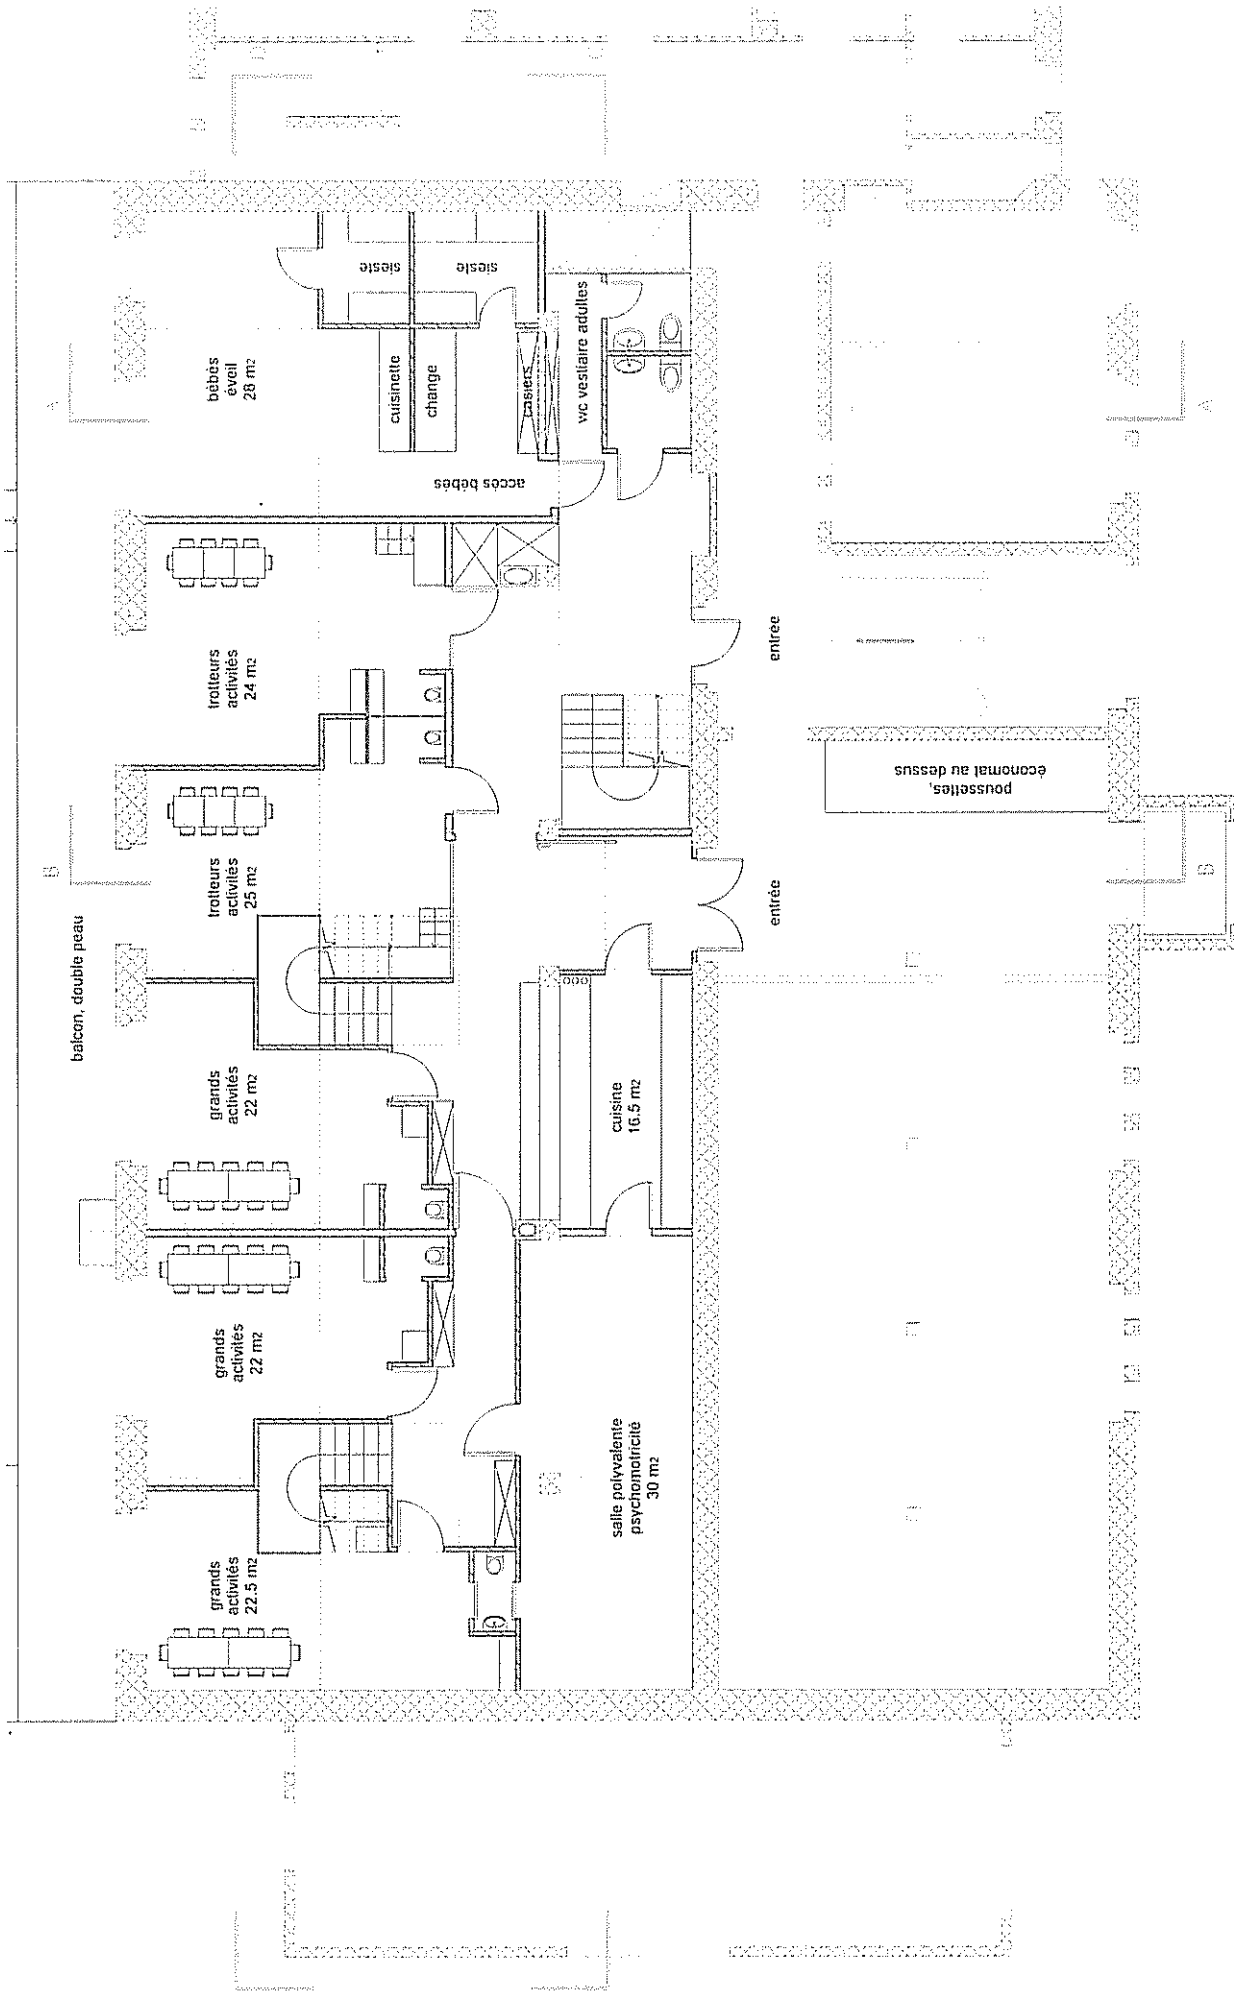 balcon, double peau
B
A
grands
activités
22.5 m2
grands
activités
22 m2
grands
activités
22 m2
trotteurs
activités
25 m2
trotteurs
activités
24 m2
bébés
éveil
28 m2
cuisinette
change
sieste
sieste
casiers
accès bébés
wc vestiaire adultes
salle polyvalente
psychomotricité
30 m2
cuisine
16.5 m2
entrée
entrée
poussettes,
économat au dessus
B
A
D
C